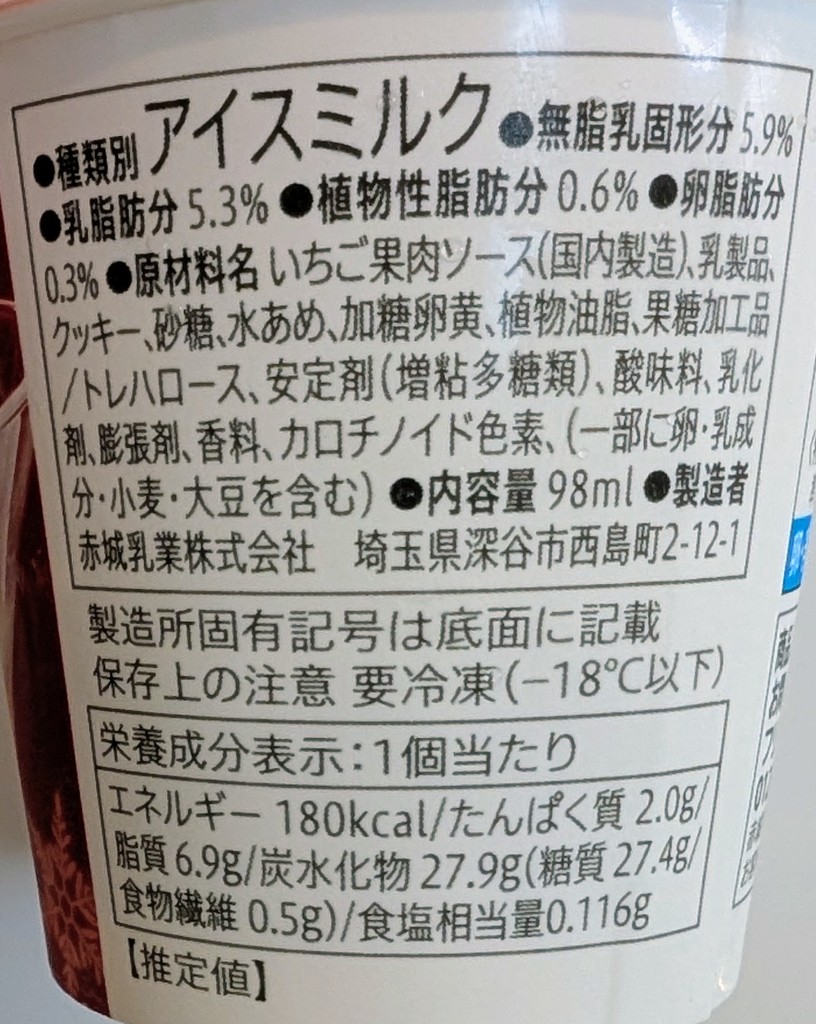 ●種類別 アイスミルク ●無脂乳固形分 5.9%
●乳脂肪分 5.3% ●植物性脂肪分 0.6% ●卵脂肪分
0.3% ●原材料名 いちご果肉ソース(国内製造)、乳製品、
クッキー、砂糖、水あめ、加糖卵黄、植物油脂、果糖加工品
/トレハロース、安定剤(増粘多糖類)、酸味料、乳化
剤、膨張剤、香料、カロチノイド色素、(一部に卵・乳成
分・小麦・大豆を含む) ●内容量 98ml ●製造者
赤城乳業株式会社 埼玉県深谷市西島町2-12-1
製造所固有記号は底面に記載
保存上の注意 要冷凍(−18℃以下)
栄養成分表示:1個当たり
エネルギー 180kcal/たんぱく質 2.0g/
脂質 6.9g/炭水化物 27.9g(糖質 27.4g/
食物繊維 0.5g)/食塩相当量0.116g
【推定値】